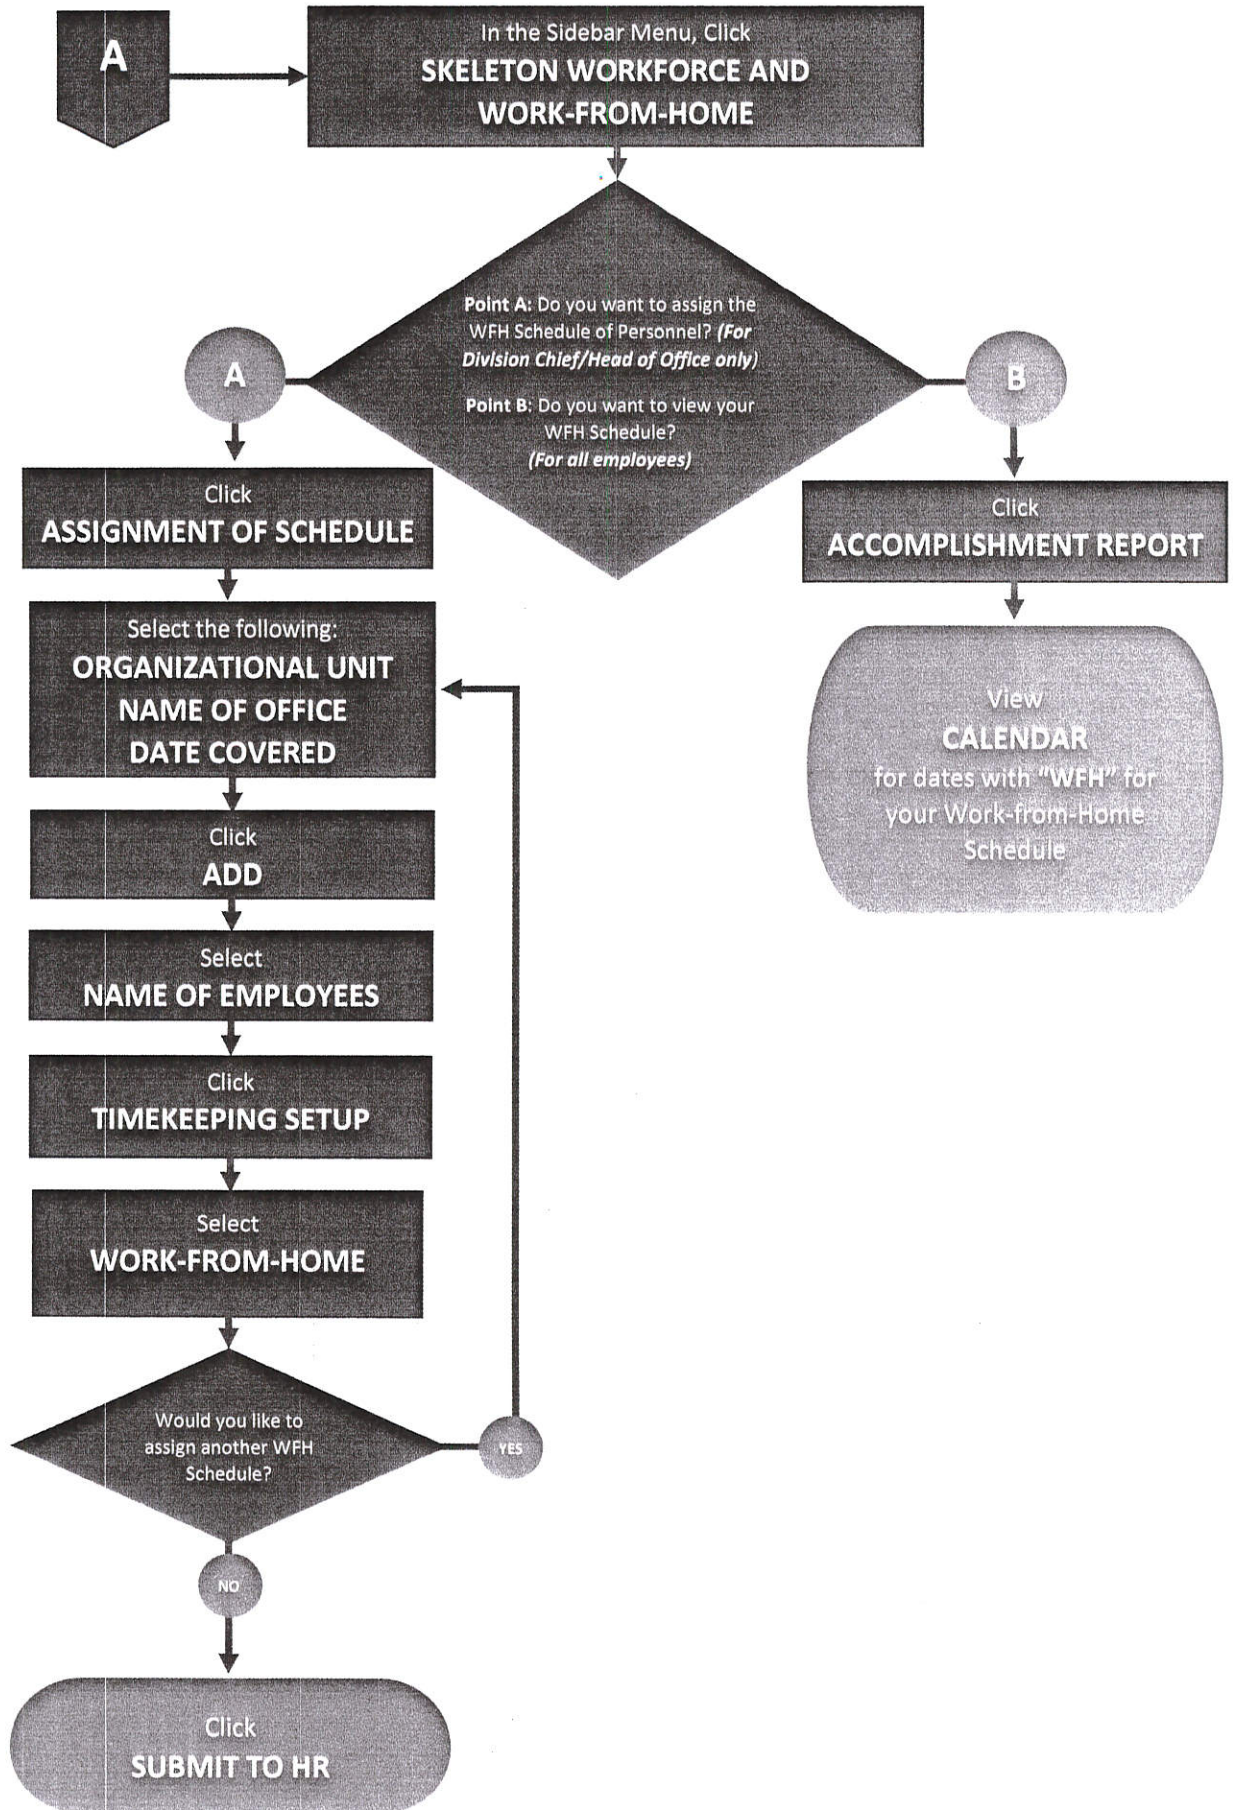 A
In the Sidebar Menu, Click
SKELETON WORKFORCE AND
WORK-FROM-HOME
Point A: Do you want to assign the
WFH Schedule of Personnel? (For
Division Chief/Head of Office only)
Point B: Do you want to view your
WFH Schedule?
(For all employees)
A
B
Click
ASSIGNMENT OF SCHEDULE
Select the following:
ORGANIZATIONAL UNIT
NAME OF OFFICE
DATE COVERED
Click
ADD
Select
NAME OF EMPLOYEES
Click
TIMEKEEPING SETUP
Select
WORK-FROM-HOME
Would you like to
assign another WFH
Schedule?
YES
NO
Click
SUBMIT TO HR
Click
ACCOMPLISHMENT REPORT
View
CALENDAR
for dates with "WFH" for
your Work-from-Home
Schedule